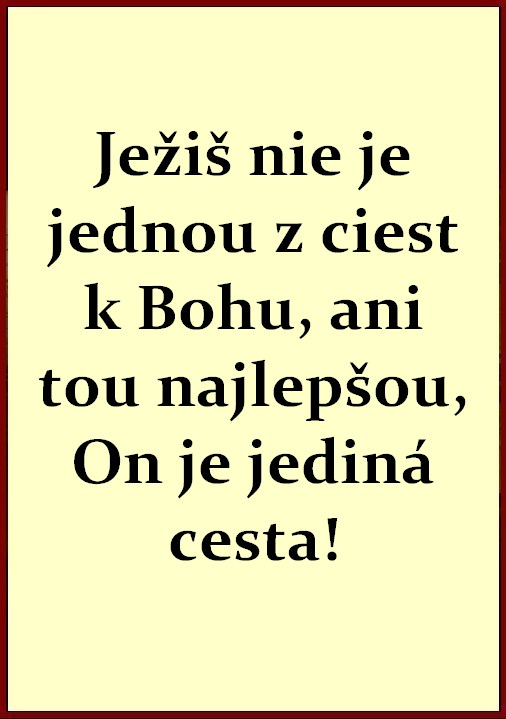 Ježiš nie je
jednou z ciest
k Bohu, ani
tou najlepšou,
On je jediná
cesta!